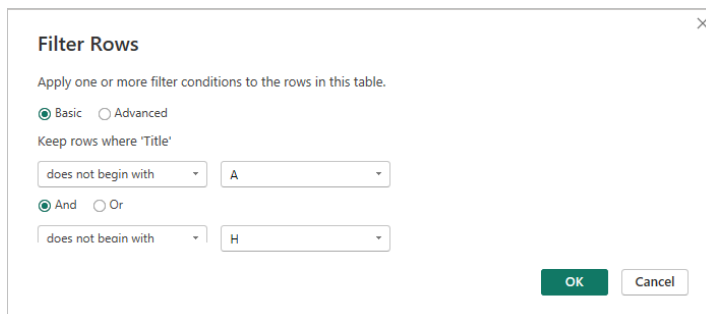 Filter Rows
Apply one or more filter conditions to the rows in this table.
Basic Advanced
Keep rows where 'Title'
does not begin with A
And Or
does not begin with H
OK Cancel